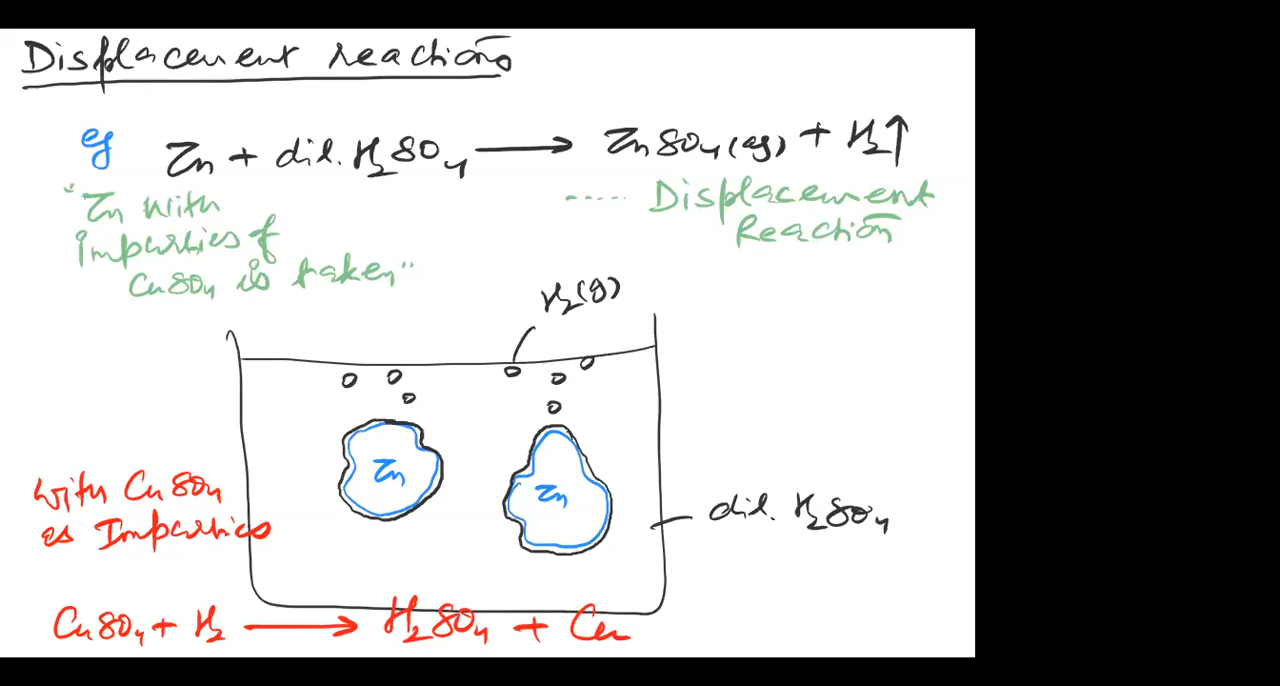 Displacement reactions
eg Zn + dil. H₂SO₄ ⟶ ZnSO₄(aq) + H₂↑
"Zn with
impurities of
CuSO₄ is taken"
..... Displacement
Reaction
H₂(g)
Zn
Zn
with CuSO₄
as Impurities
dil. H₂SO₄
CuSO₄ + H₂ ⟶ H₂SO₄ + Cu